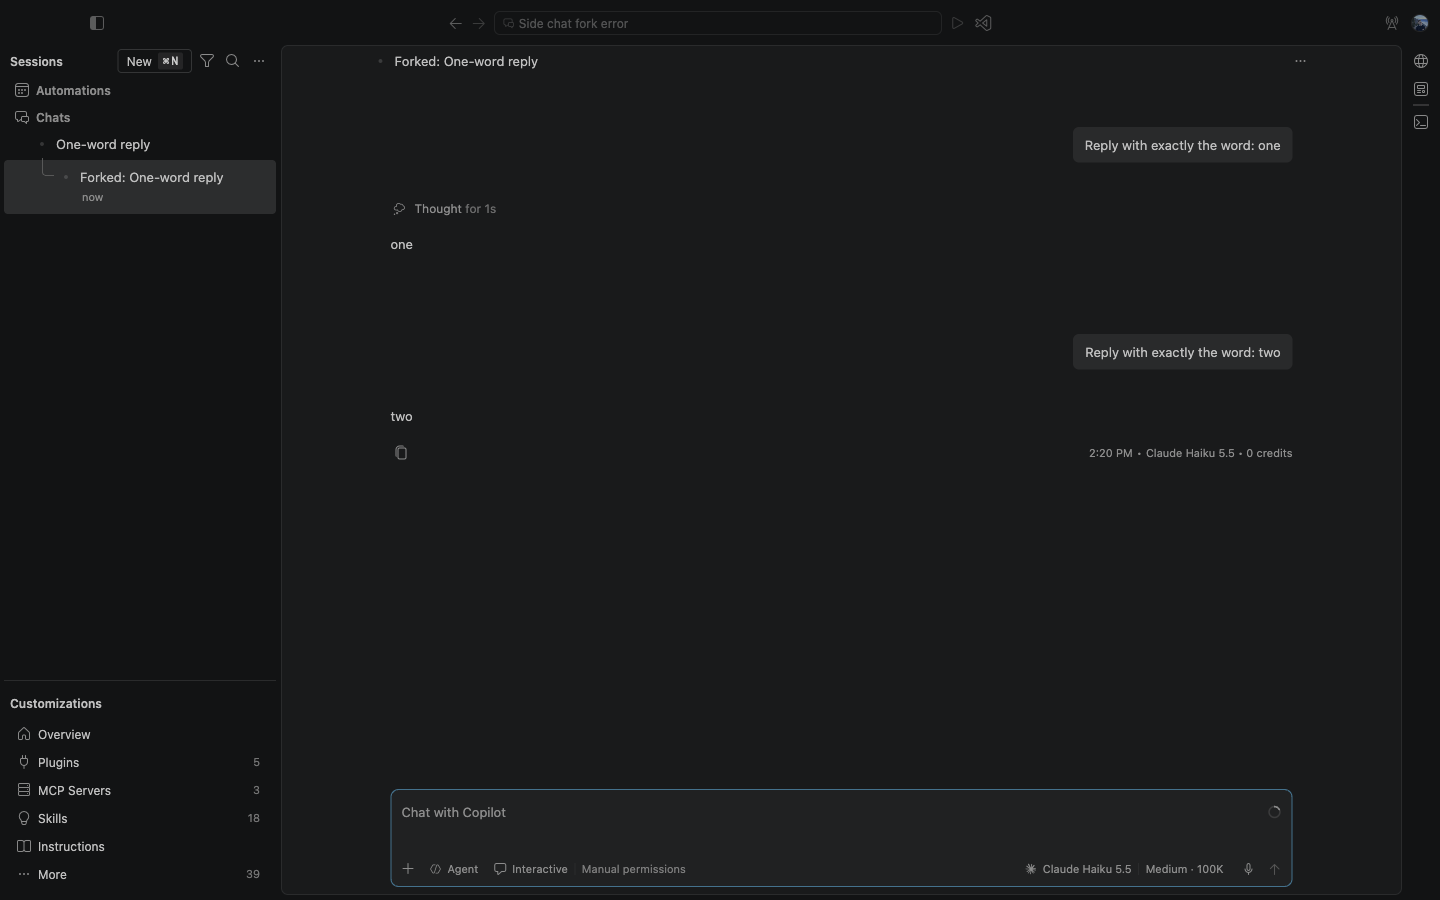 Side chat fork error
Sessions
New ⌘N
Automations
Chats
One-word reply
Forked: One-word reply
now
Customizations
Overview
Plugins 5
MCP Servers 3
Skills 18
Instructions
More 39
Forked: One-word reply
Reply with exactly the word: one
Thought for 1s
one
Reply with exactly the word: two
two
2:20 PM • Claude Haiku 5.5 • 0 credits
Chat with Copilot
Agent Interactive Manual permissions Claude Haiku 5.5 Medium · 100K